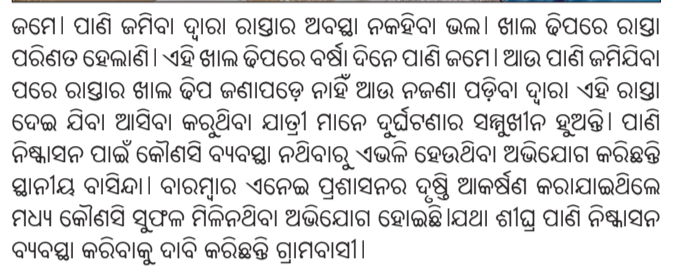 ଜମେ। ପାଣି ଜମିବା ଦ୍ୱାରା ରାସ୍ତାର ଅବସ୍ଥା ନକହିବା ଭଲ। ଖାଲ ଢିପରେ ରାସ୍ତା
ପରିଣତ ହେଲାଣି। ଏହି ଖାଲ ଢିପରେ ବର୍ଷା ଦିନେ ପାଣି ଜମେ। ଆଉ ପାଣି ଜମିଯିବା
ପରେ ରାସ୍ତାର ଖାଲ ଢିପ ଜଣାପଡ଼େ ନାହିଁ ଆଉ ନଜଣା ପଡ଼ିବା ଦ୍ୱାରା ଏହି ରାସ୍ତା
ଦେଇ ଯିବା ଆସିବା କରୁଥିବା ଯାତ୍ରୀ ମାନେ ଦୁର୍ଘଟଣାର ସମ୍ମୁଖୀନ ହୁଅନ୍ତି। ପାଣି
ନିଷ୍କାସନ ପାଇଁ କୌଣସି ବ୍ୟବସ୍ଥା ନଥିବାରୁ ଏଭଳି ହେଉଥିବା ଅଭିଯୋଗ କରିଛନ୍ତି
ସ୍ଥାନୀୟ ବାସିନ୍ଦା। ବାରମ୍ବାର ଏନେଇ ପ୍ରଶାସନର ଦୃଷ୍ଟି ଆକର୍ଷଣ କରାଯାଇଥିଲେ
ମଧ୍ୟ କୌଣସି ସୁଫଳ ମିଳିନଥିବା ଅଭିଯୋଗ ହୋଇଛି।ଯଥା ଶୀଘ୍ର ପାଣି ନିଷ୍କାସନ
ବ୍ୟବସ୍ଥା କରିବାକୁ ଦାବି କରିଛନ୍ତି ଗ୍ରାମବାସୀ।